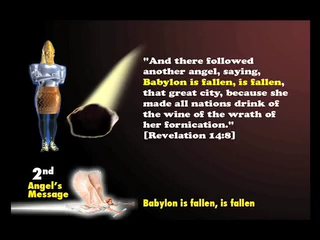 "And there followed
another angel, saying,
Babylon is fallen, is fallen,
that great city, because she
made all nations drink of
the wine of the wrath of
her fornication."
[Revelation 14:8]
2nd
Angel's
Message
Babylon is fallen, is fallen